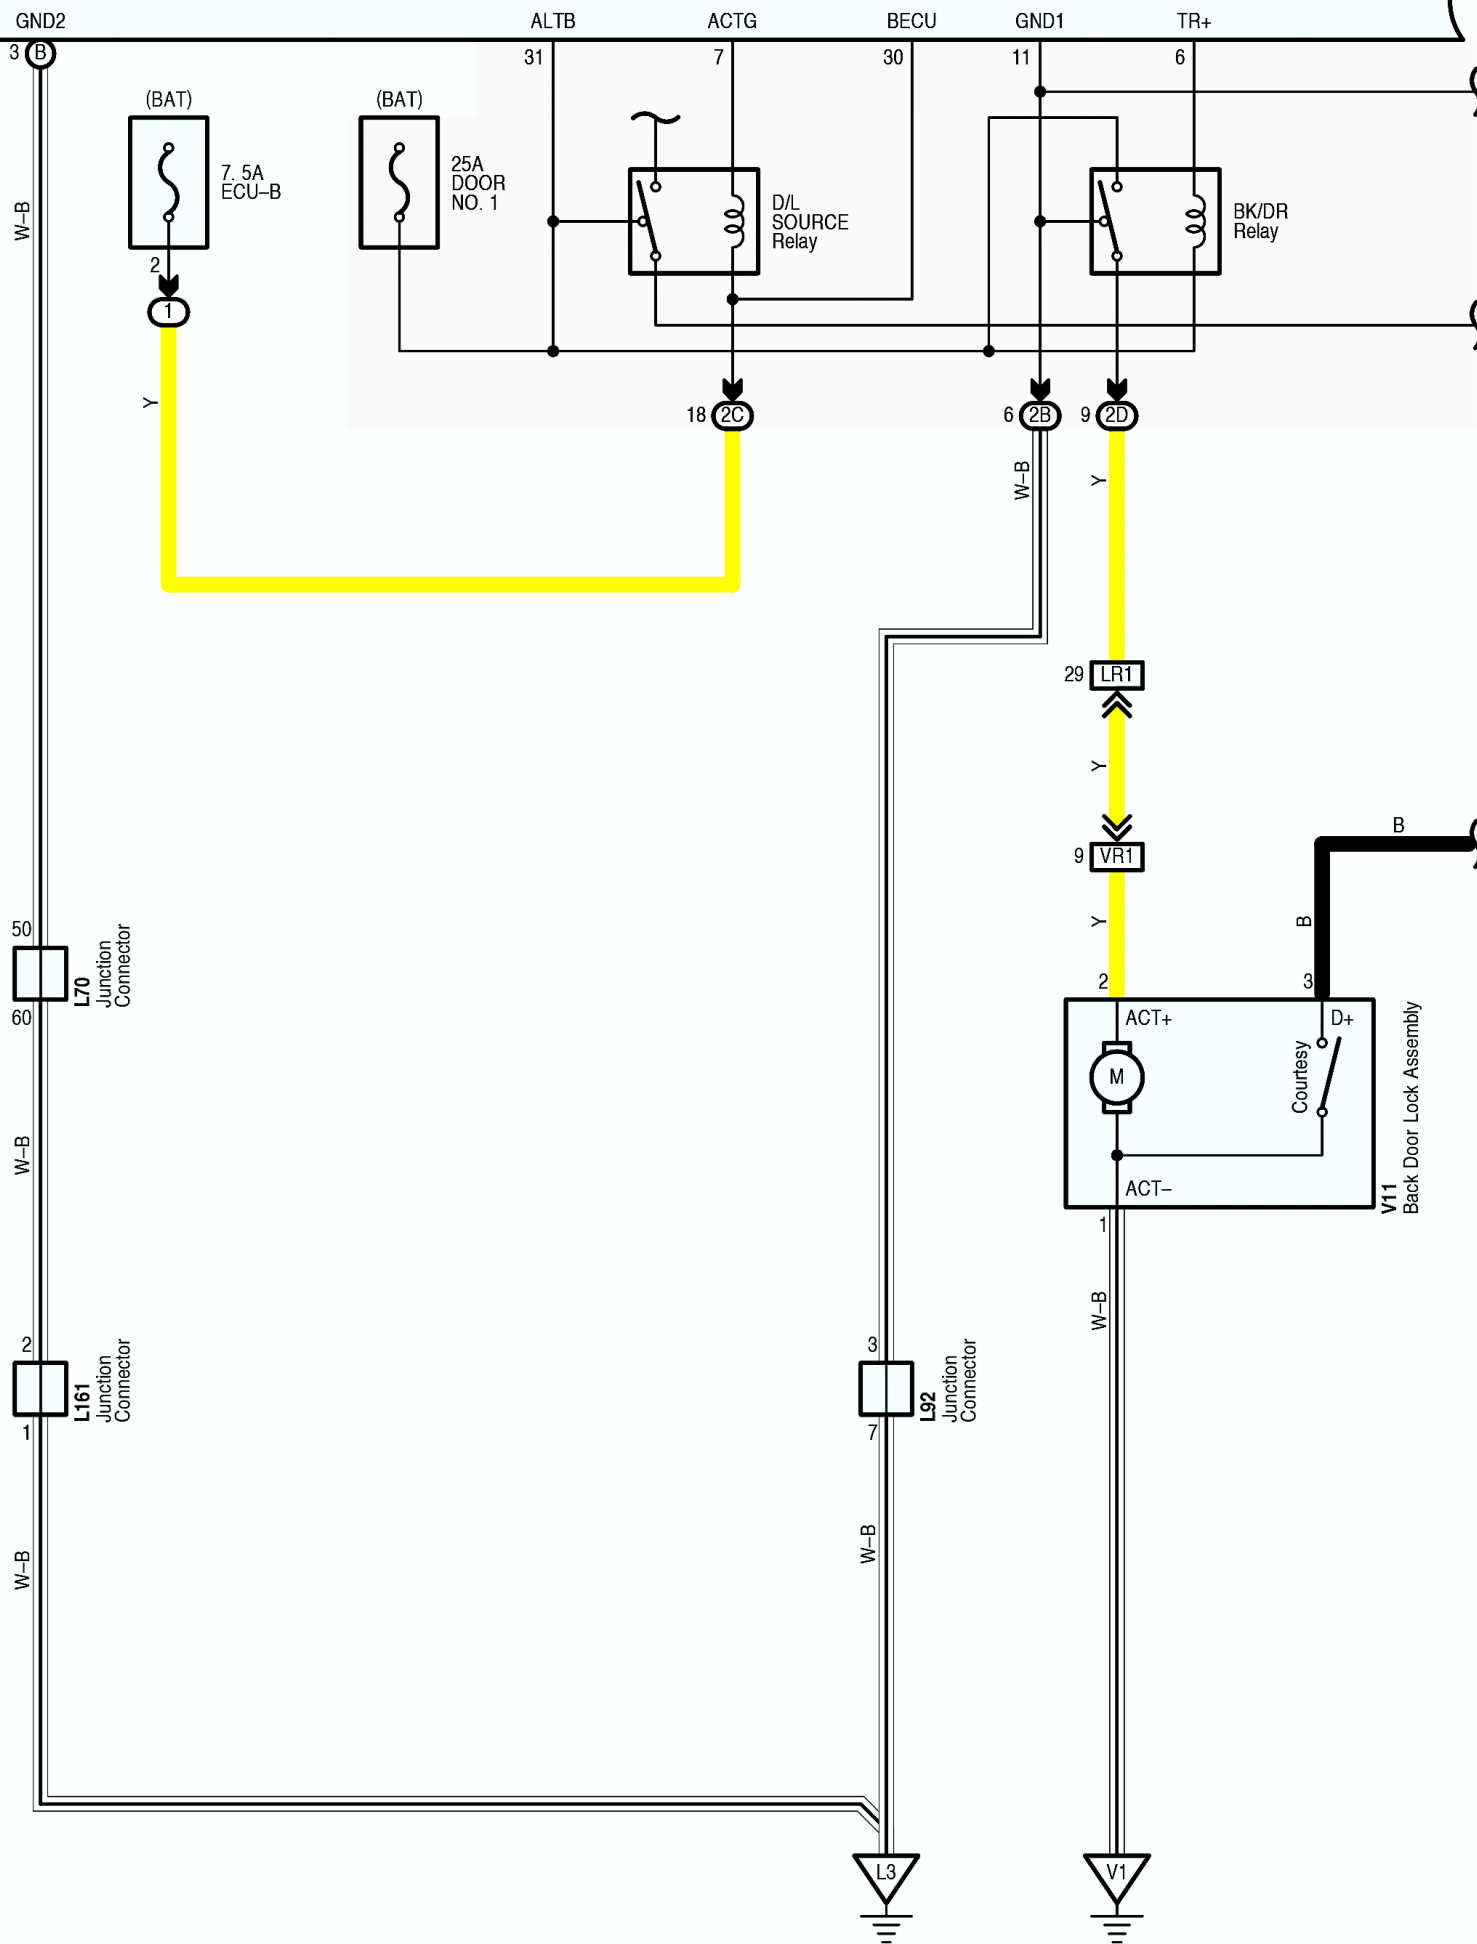 GND2 ALTB ACTG BECU GND1 TR+
3 B 31 7 30 11 6
(BAT) (BAT)
7. 5A
ECU–B
25A
DOOR
NO. 1
D/L
SOURCE
Relay
BK/DR
Relay
W–B
2
1
Y
18 2C 6 2B 9 2D
W–B
Y
29 LR1
Y
9 VR1
B
Y
B
50
L70
Junction
Connector
60
2 3
ACT+ D+
M
Courtesy
ACT–
V11
Back Door Lock Assembly
1
W–B
W–B
2
L161
Junction
Connector
1
3
L92
Junction
Connector
7
W–B
W–B
L3 V1